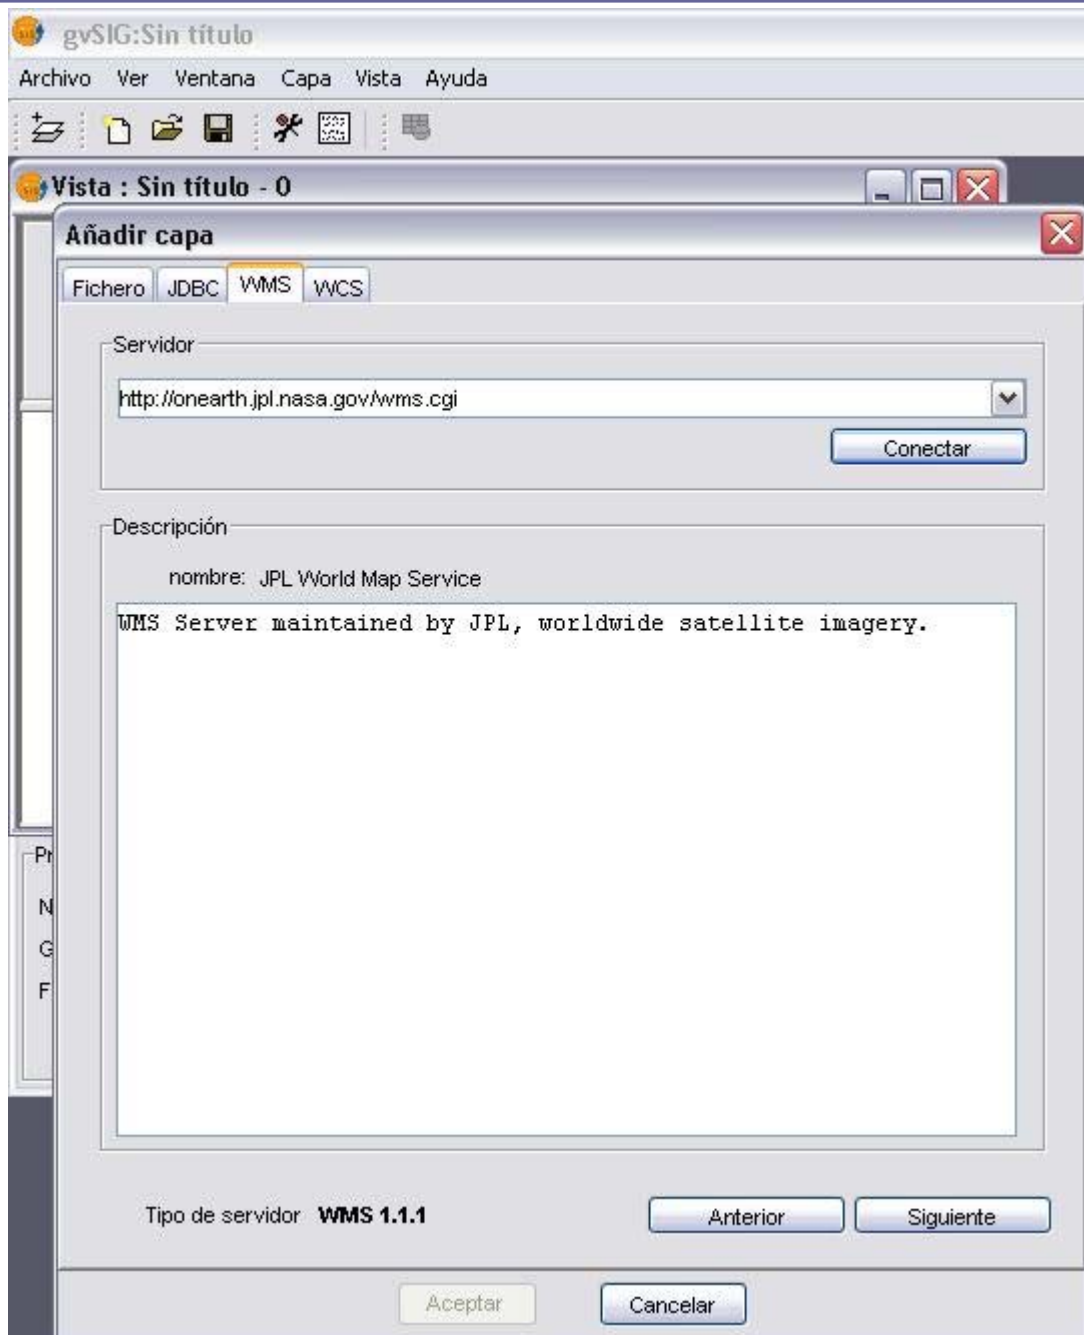 gvSIG:Sin título
Archivo Ver Ventana Capa Vista Ayuda
Vista : Sin título - 0
Añadir capa
Fichero JDBC WMS WCS
Servidor
http://onearth.jpl.nasa.gov/wms.cgi
Conectar
Descripción
nombre: JPL World Map Service
WMS Server maintained by JPL, worldwide satellite imagery.
Pr
N
G
F
Tipo de servidor WMS 1.1.1
Anterior Siguiente
Aceptar Cancelar